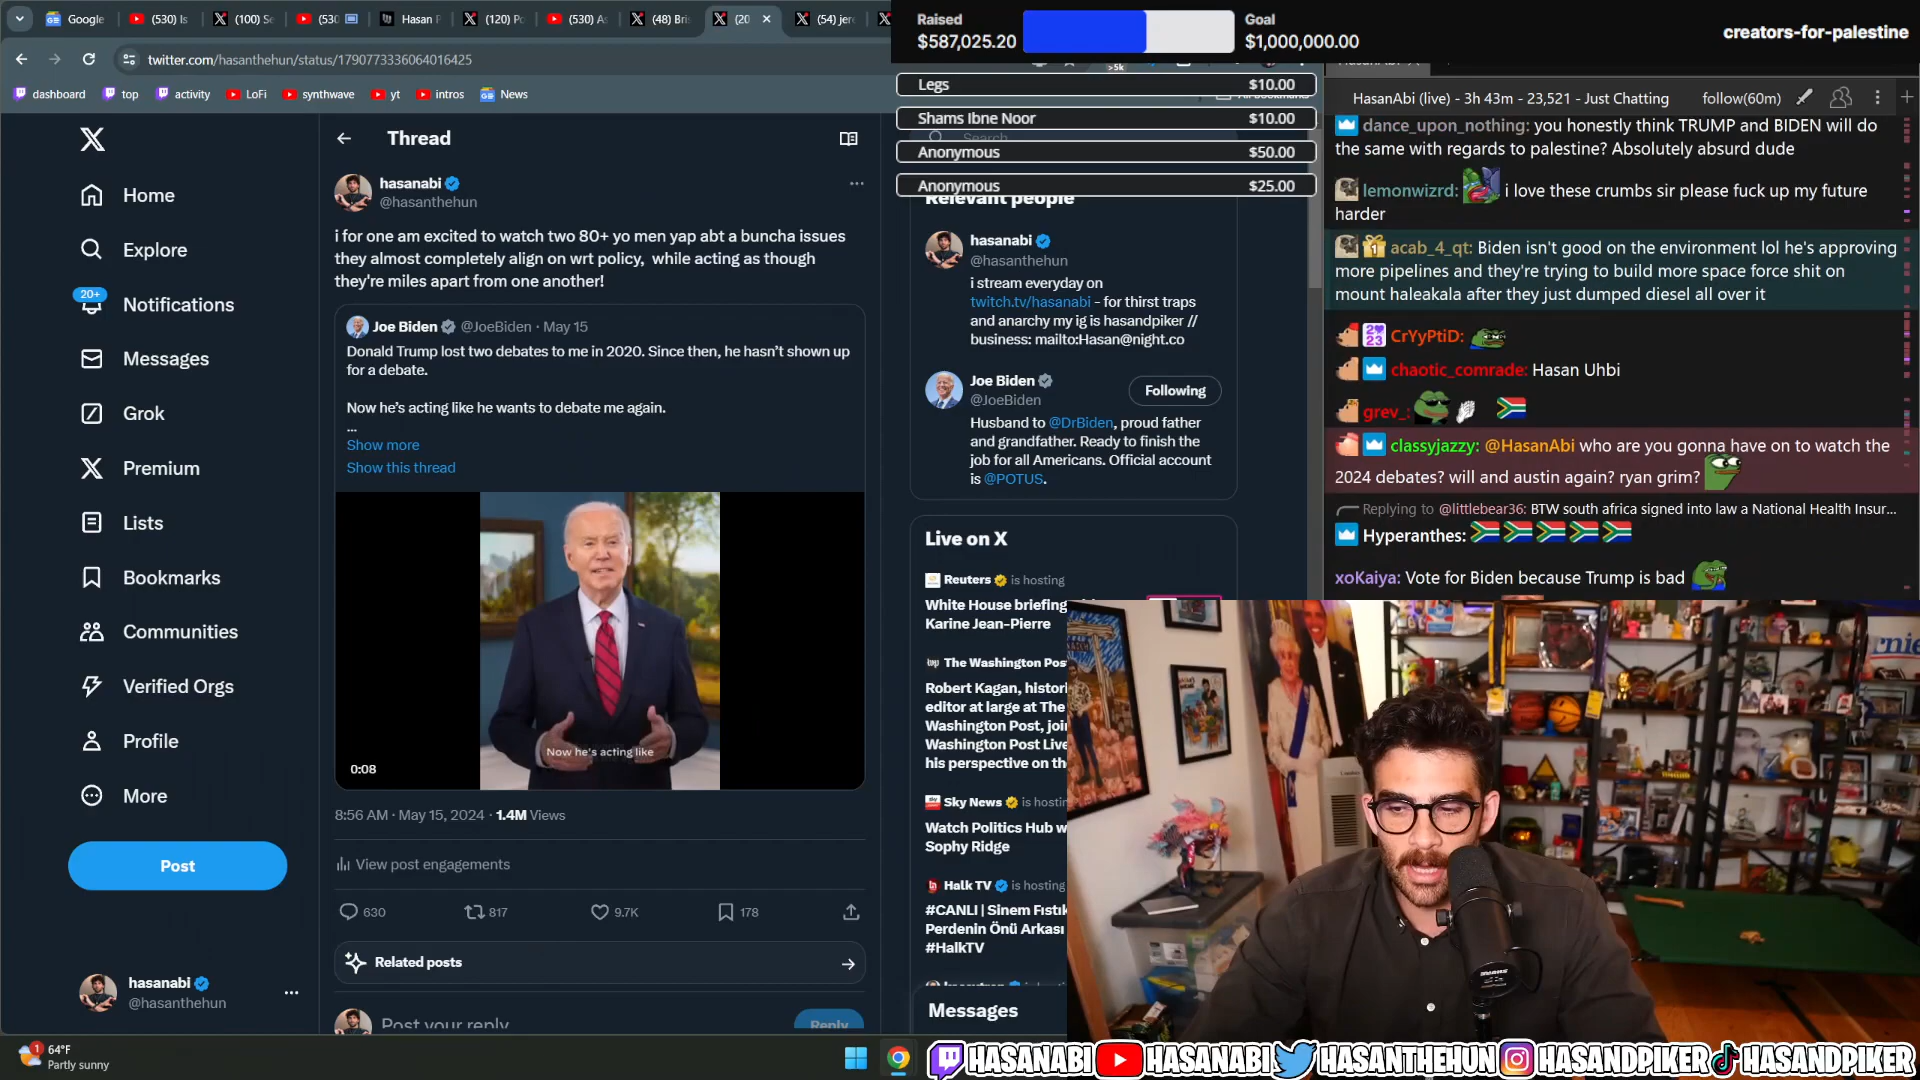 Google
(530) Is
(100) Se
(530
Hasan P
(120) Po
(530) As
(48) Bris
(20
(54) jere
twitter.com/hasanthehun/status/1790773336064016425
dashboard
top
activity
LoFi
synthwave
yt
intros
News
Raised
$587,025.20
Goal
$1,000,000.00
creators-for-palestine
>5k
Legs $10.00
Shams Ibne Noor $10.00
Anonymous $50.00
Anonymous $25.00
Search
Home
Explore
20+
Notifications
Messages
Grok
Premium
Lists
Bookmarks
Communities
Verified Orgs
Profile
More
Post
hasanabi
@hasanthehun
Thread
hasanabi
@hasanthehun
i for one am excited to watch two 80+ yo men yap abt a buncha issues
they almost completely align on wrt policy, while acting as though
they're miles apart from one another!
Joe Biden @JoeBiden · May 15
Donald Trump lost two debates to me in 2020. Since then, he hasn't shown up
for a debate.
Now he's acting like he wants to debate me again.
...
Show more
Show this thread
Now he's acting like
0:08
8:56 AM · May 15, 2024 · 1.4M Views
View post engagements
630
817
9.7K
178
Related posts
Post your reply
Reply
Relevant people
hasanabi
@hasanthehun
i stream everyday on
twitch.tv/hasanabi - for thirst traps
and anarchy my ig is hasandpiker //
business: mailto:Hasan@night.co
Joe Biden
@JoeBiden
Following
Husband to @DrBiden, proud father
and grandfather. Ready to finish the
job for all Americans. Official account
is @POTUS.
Live on X
Reuters is hosting
White House briefing
Karine Jean-Pierre
The Washington Pos
Robert Kagan, histori
editor at large at The
Washington Post, join
Washington Post Live
his perspective on th
Sky News is hostin
Watch Politics Hub w
Sophy Ridge
Halk TV is hosting
#CANLI | Sinem Fıstık
Perdenin Önü Arkası
#HalkTV
Messages
HasanAbi (live) - 3h 43m - 23,521 - Just Chatting
follow(60m)
dance_upon_nothing: you honestly think TRUMP and BIDEN will do
the same with regards to palestine? Absolutely absurd dude
lemonwizrd: i love these crumbs sir please fuck up my future
harder
acab_4_qt: Biden isn't good on the environment lol he's approving
more pipelines and they're trying to build more space force shit on
mount haleakala after they just dumped diesel all over it
CrYyPtiD:
chaotic_comrade: Hasan Uhbi
grev_:
classyjazzy: @HasanAbi who are you gonna have on to watch the
2024 debates? will and austin again? ryan grim?
Replying to @littlebear36: BTW south africa signed into law a National Health Insur...
Hyperanthes:
xoKaiya: Vote for Biden because Trump is bad
1
64°F
Partly sunny
HASANABI
HASANABI
HASANTHEHUN
HASANDPIKER
HASANDPIKER